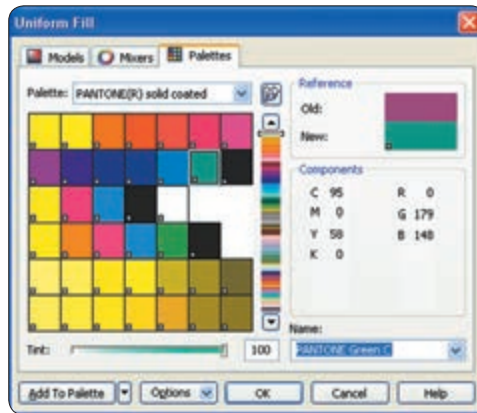 Uniform Fill
Models Mixers Palettes
Palette: PANTONE(R) solid coated
Reference
Old:
New:
Components
C 95 R 0
M 0 G 179
Y 58 B 148
K 0
Name:
PANTONE Green C
Tint: 100
Add To Palette Options OK Cancel Help